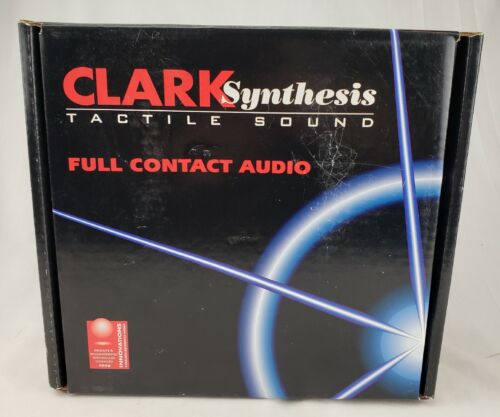 CLARK Synthesis
TACTILE SOUND
FULL CONTACT AUDIO
INNOVATIONS